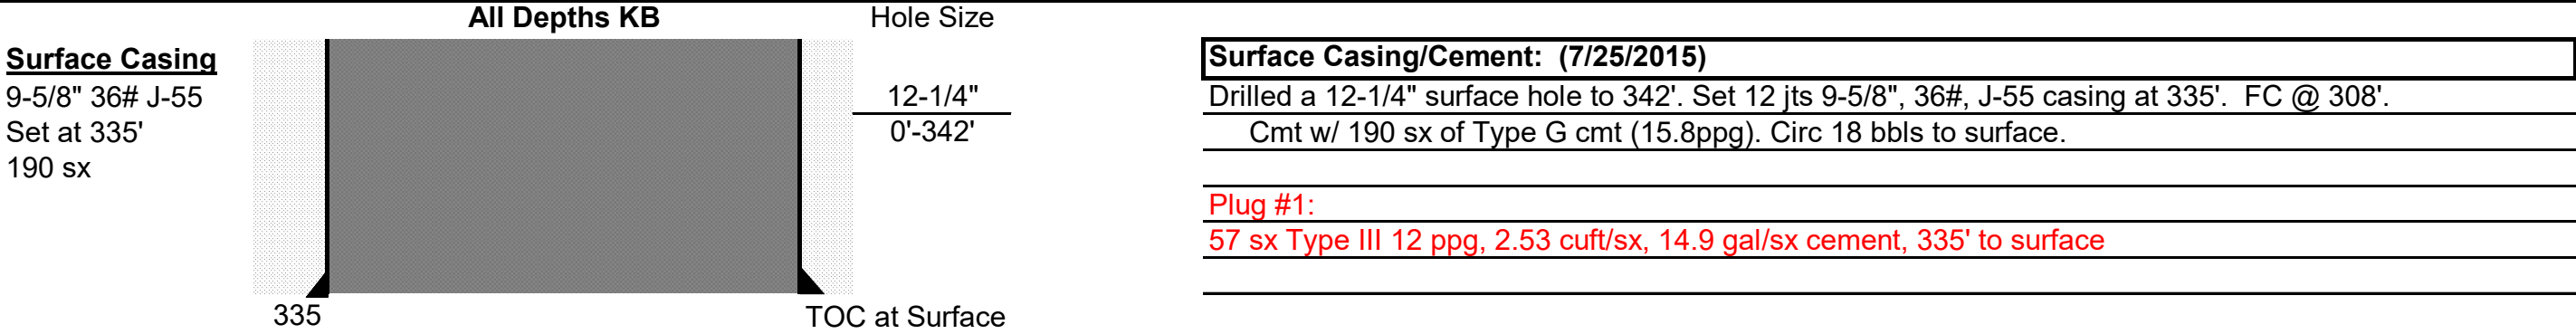 All Depths KB
Hole Size
Surface Casing
9-5/8" 36# J-55
Set at 335'
190 sx
12-1/4"
0'-342'
335
TOC at Surface
Surface Casing/Cement:  (7/25/2015)
Drilled a 12-1/4" surface hole to 342'. Set 12 jts 9-5/8", 36#, J-55 casing at 335'.  FC @ 308'.
Cmt w/ 190 sx of Type G cmt (15.8ppg). Circ 18 bbls to surface.
Plug #1:
57 sx Type III 12 ppg, 2.53 cuft/sx, 14.9 gal/sx cement, 335' to surface